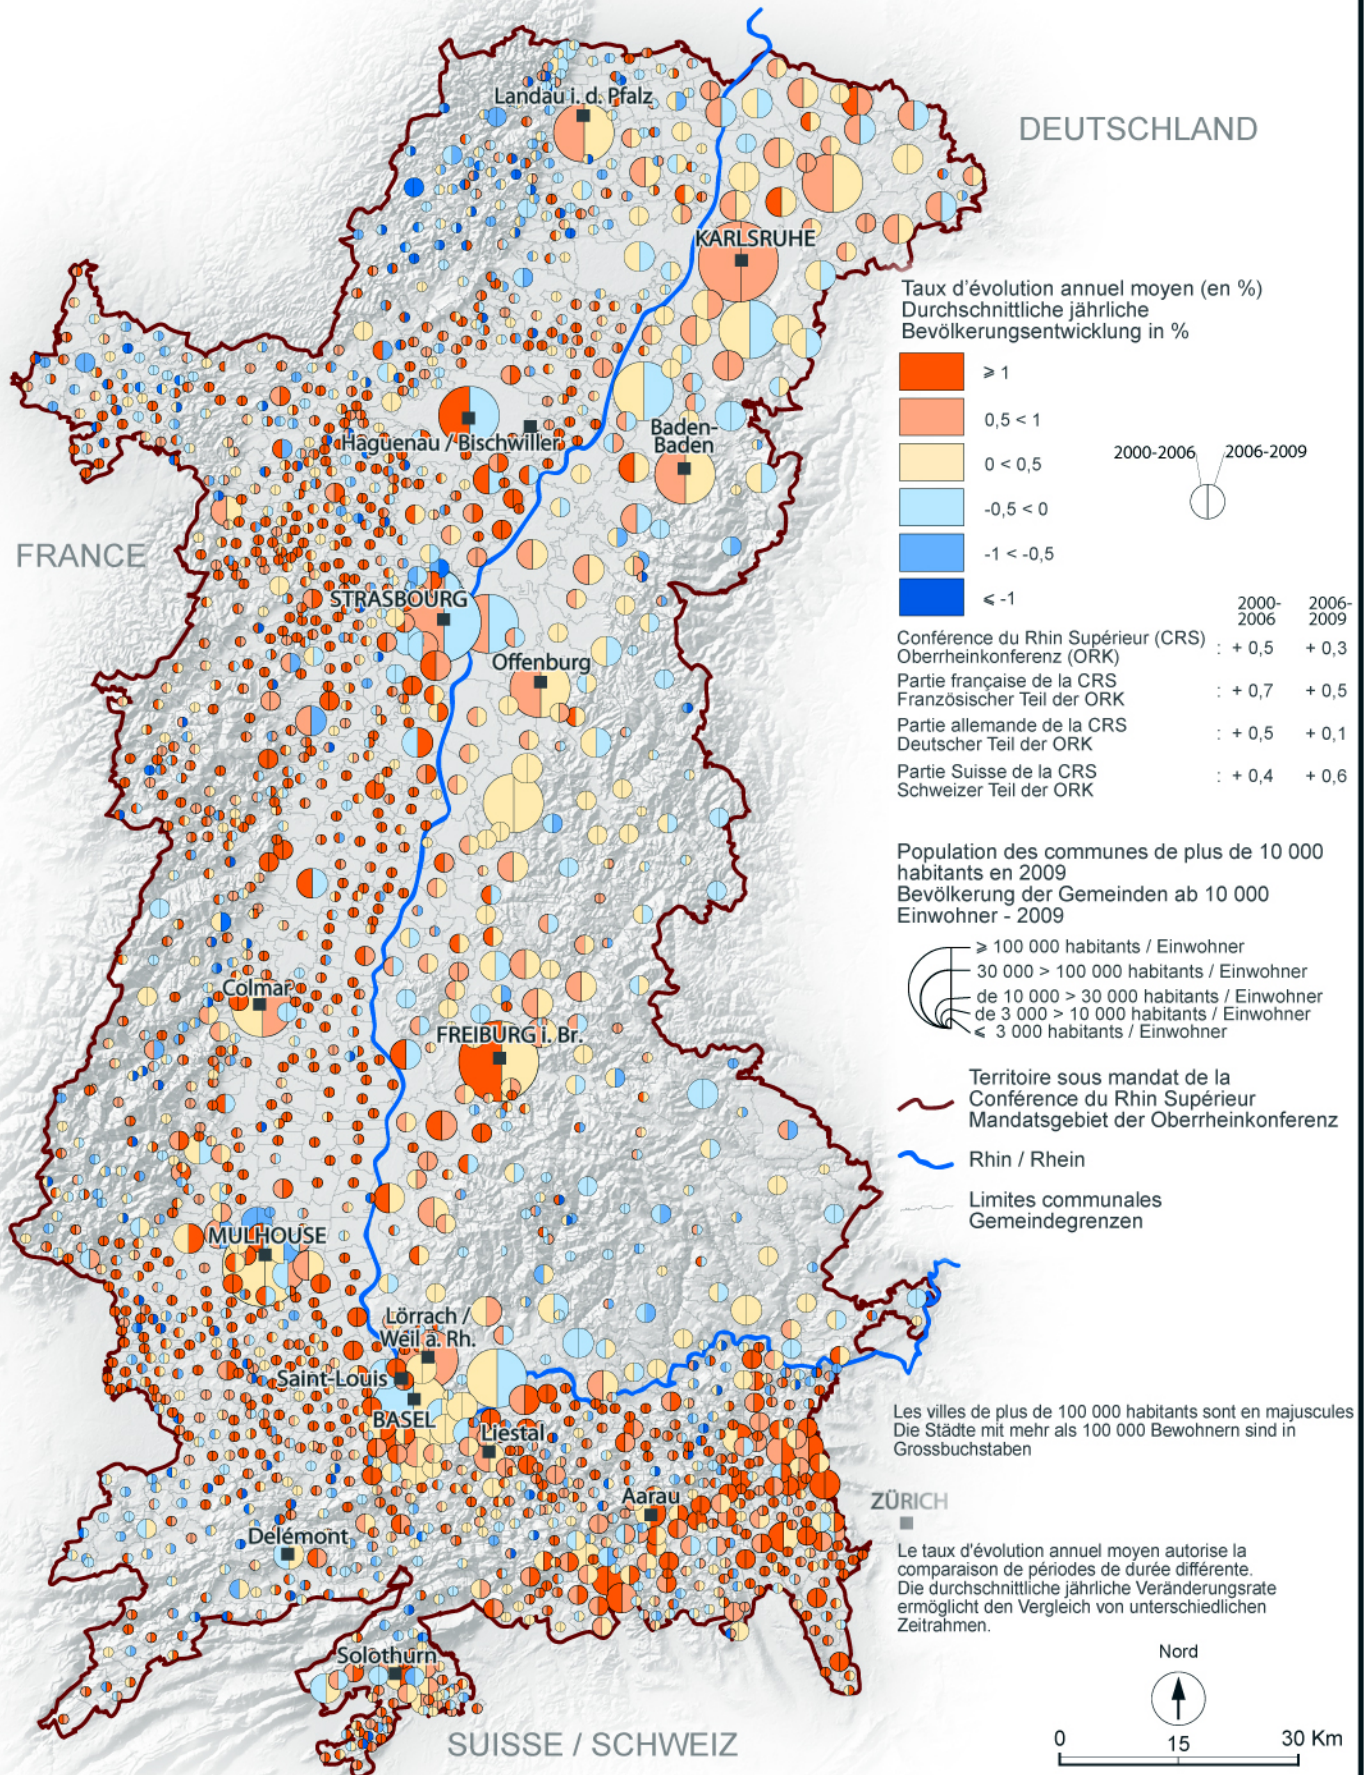 Landau i. d. Pfalz
DEUTSCHLAND
KARLSRUHE
Haguenau / Bischwiller
Baden-
Baden
FRANCE
STRASBOURG
Offenburg
Colmar
FREIBURG i. Br.
MULHOUSE
Lörrach /
Weil a. Rh.
Saint-Louis
BASEL
Liestal
Aarau
ZÜRICH
Delémont
Solothurn
SUISSE / SCHWEIZ
Taux d'évolution annuel moyen (en %)
Durchschnittliche jährliche
Bevölkerungsentwicklung in %
⩾ 1
0,5 < 1
0 < 0,5
-0,5 < 0
-1 < -0,5
⩽ -1
2000-2006 2006-2009
2000-
2006
2006-
2009
Conférence du Rhin Supérieur (CRS)
Oberrheinkonferenz (ORK) : + 0,5 + 0,3
Partie française de la CRS
Französischer Teil der ORK : + 0,7 + 0,5
Partie allemande de la CRS
Deutscher Teil der ORK : + 0,5 + 0,1
Partie Suisse de la CRS
Schweizer Teil der ORK : + 0,4 + 0,6
Population des communes de plus de 10 000
habitants en 2009
Bevölkerung der Gemeinden ab 10 000
Einwohner - 2009
⩾ 100 000 habitants / Einwohner
30 000 > 100 000 habitants / Einwohner
de 10 000 > 30 000 habitants / Einwohner
de 3 000 > 10 000 habitants / Einwohner
⩽ 3 000 habitants / Einwohner
Territoire sous mandat de la
Conférence du Rhin Supérieur
Mandatsgebiet der Oberrheinkonferenz
Rhin / Rhein
Limites communales
Gemeindegrenzen
Les villes de plus de 100 000 habitants sont en majuscules
Die Städte mit mehr als 100 000 Bewohnern sind in
Grossbuchstaben
Le taux d'évolution annuel moyen autorise la
comparaison de périodes de durée différente.
Die durchschnittliche jährliche Veränderungsrate
ermöglicht den Vergleich von unterschiedlichen
Zeitrahmen.
Nord
0 15 30 Km